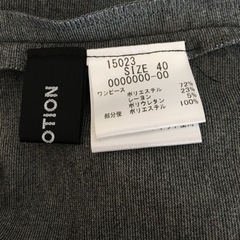 OTION
15023
SIZE 40
0000000-00
ワンピース ポリエステル 72%
レーヨン 23%
ポリウレタン 5%
部分使 ポリエステル 100%